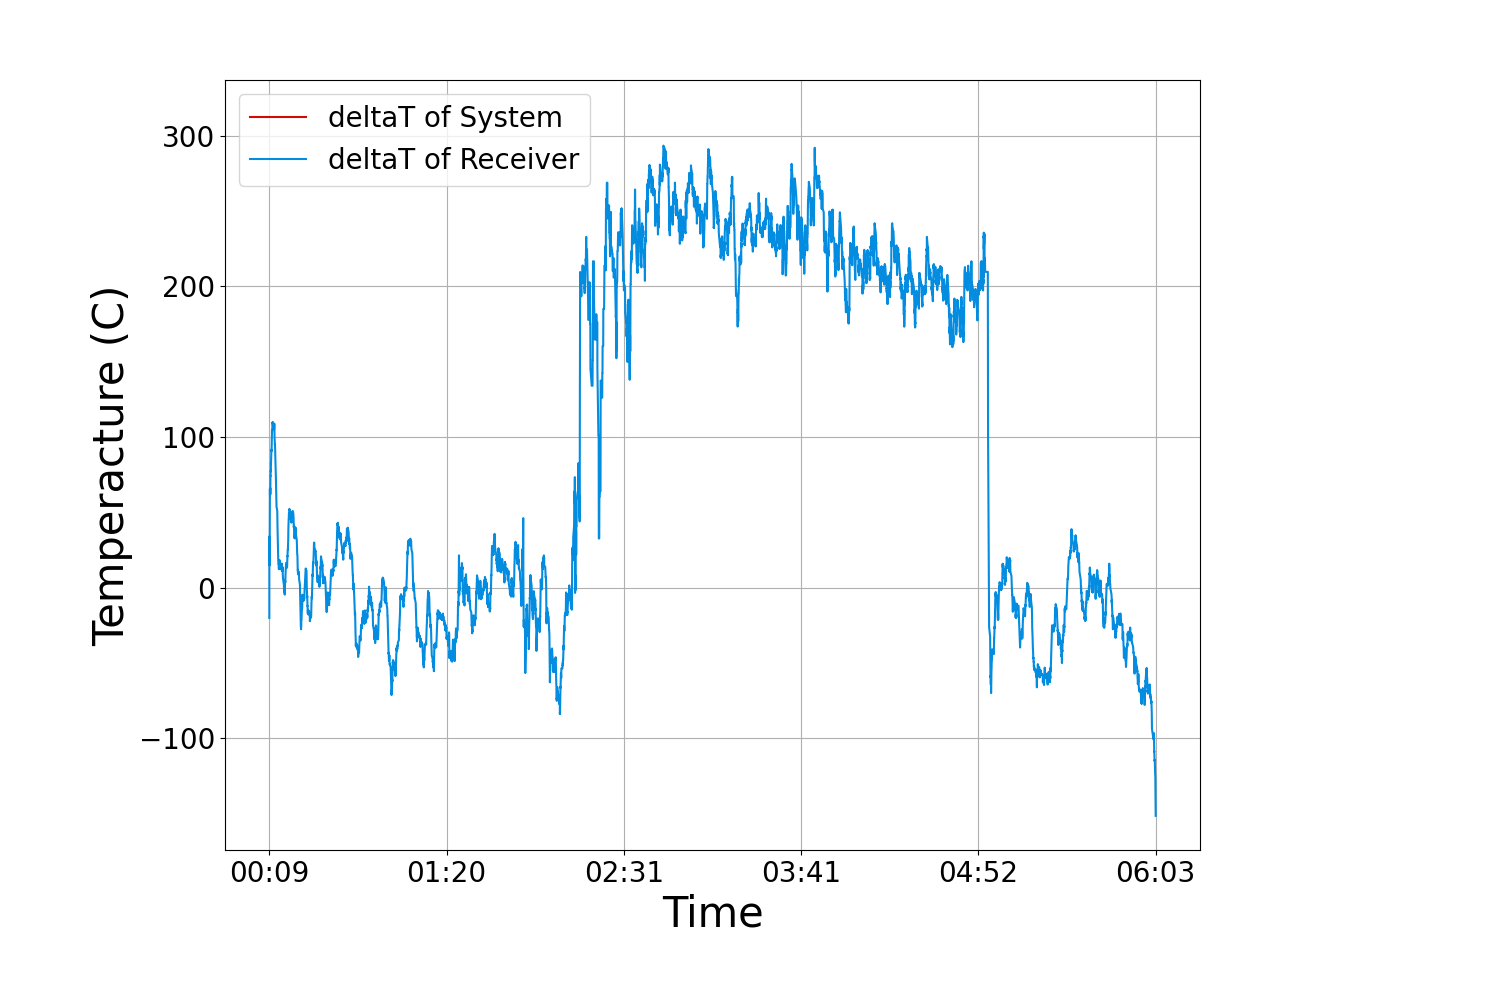 deltaT of System
deltaT of Receiver
300
200
100
0
−100
Temperacture (C)
00:09 01:20 02:31 03:41 04:52 06:03
Time